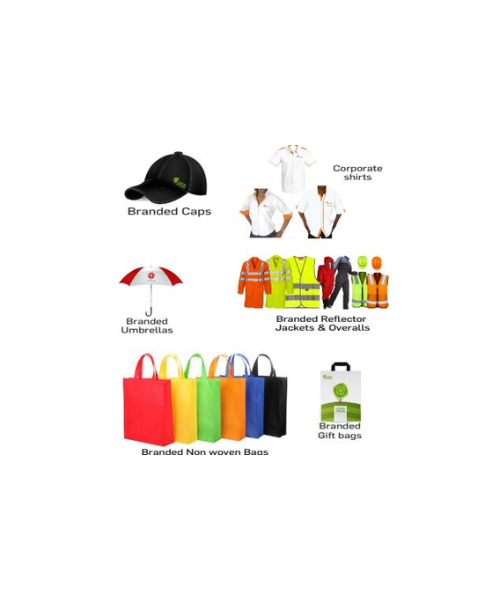 Corporate
shirts
Branded Caps
Branded
Umbrellas
Branded Reflector
Jackets & Overalls
Branded
Gift bags
Branded Non woven Bags